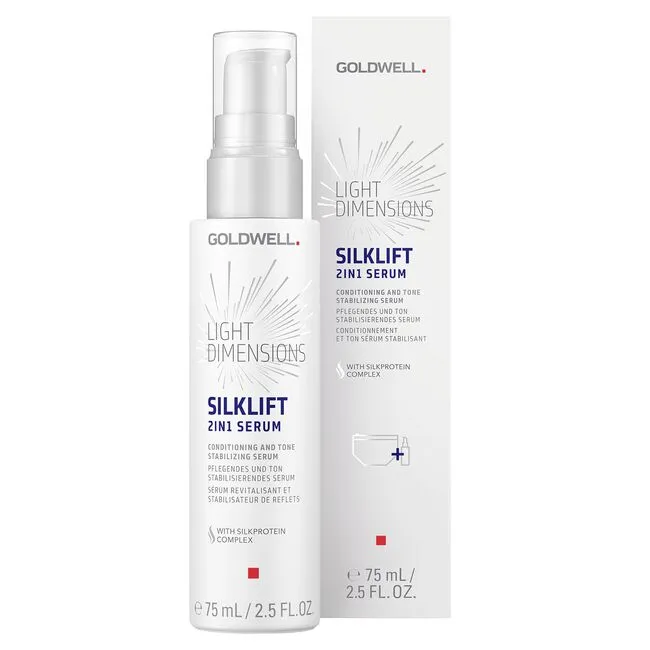 GOLDWELL.
LIGHT
DIMENSIONS
SILKLIFT
2IN1 SERUM
CONDITIONING AND TONE
STABILIZING SERUM
PFLEGENDES UND TON
STABILISIERENDES SERUM
SÉRUM REVITALISANT ET
STABILISATEUR DE REFLETS
WITH SILKPROTEIN
COMPLEX
℮ 75 mL / 2.5 FL.OZ.
GOLDWELL.
LIGHT
DIMENSIONS
SILKLIFT
2IN1 SERUM
CONDITIONING AND TONE
STABILIZING SERUM
PFLEGENDES UND TON
STABILISIERENDES SERUM
CONDITIONNEMENT
ET TON SÉRUM STABILISANT
WITH SILKPROTEIN
COMPLEX
+
℮ 75 mL /
2.5 FL.OZ.